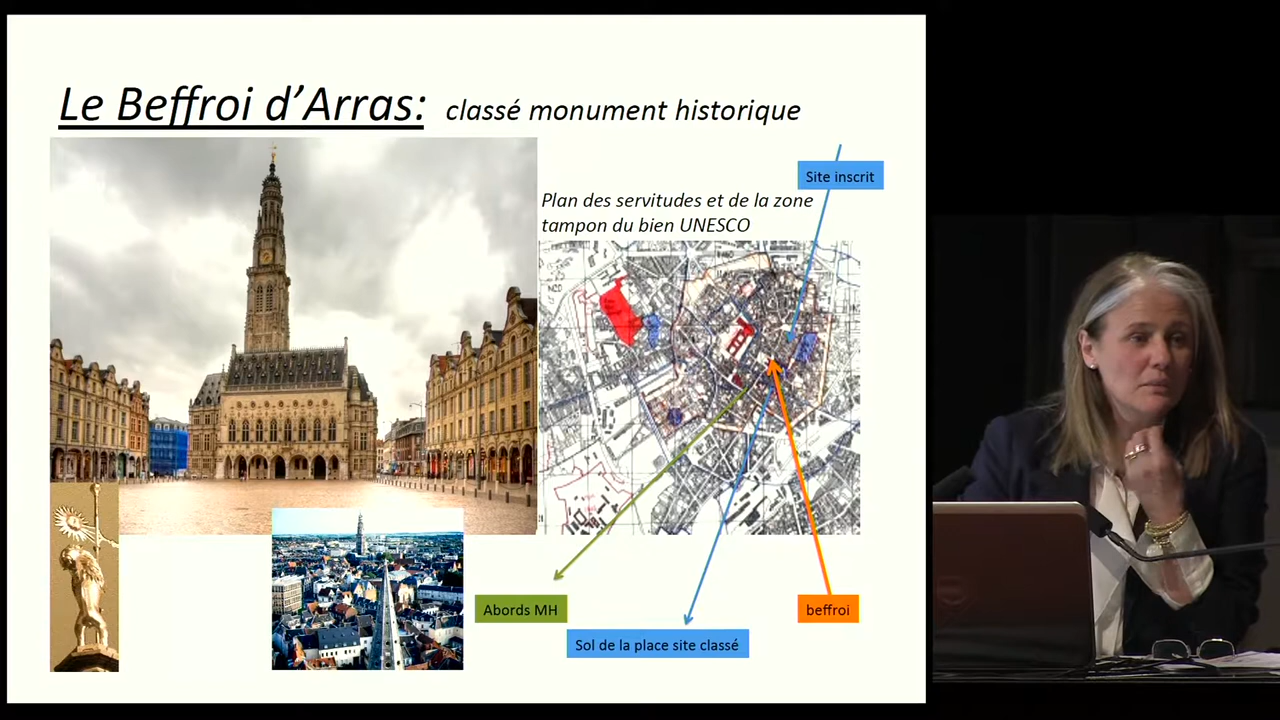 Le Beffroi d’Arras: classé monument historique
Site inscrit
Plan des servitudes et de la zone
tampon du bien UNESCO
Abords MH
beffroi
Sol de la place site classé